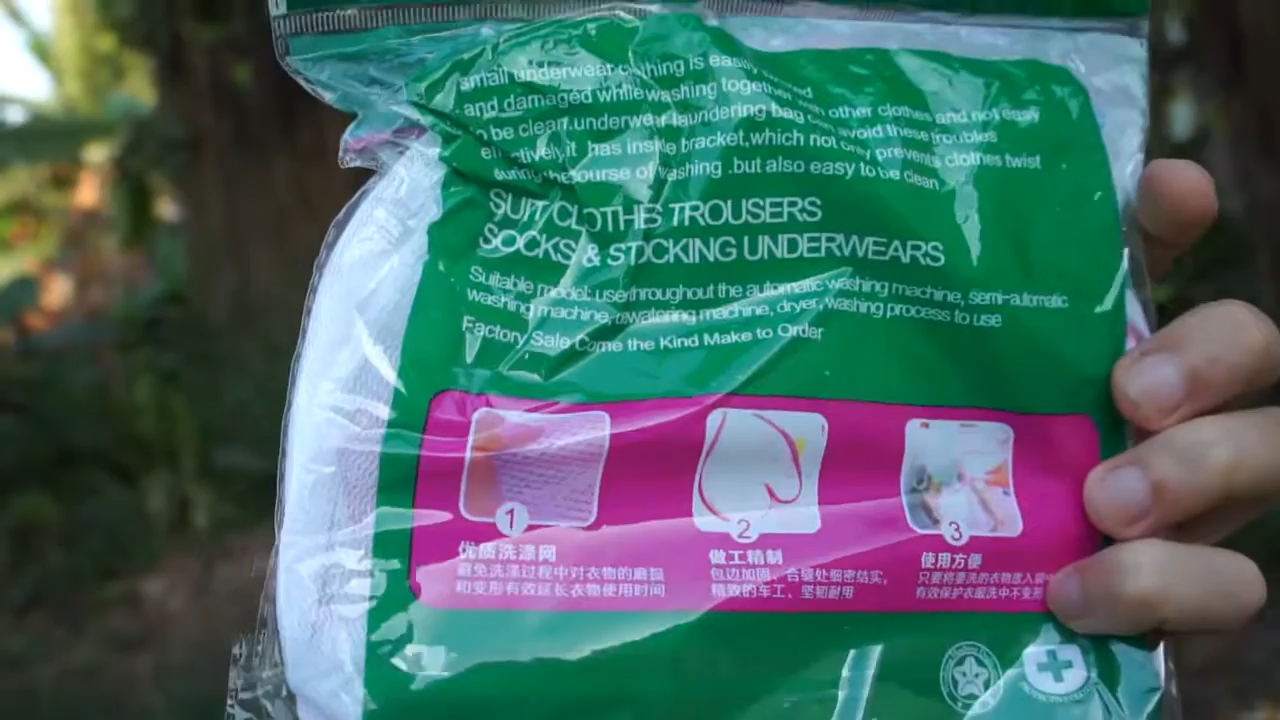 small underwear clothing is easily
and damaged while washing together with other clothes and not easy
be clean.underwear laundering bag can avoid these troubles
it has inside bracket,which not only prevents clothes twist
during the course of washing .but also easy to be clean
SUIT CLOTHES TROUSERS
SOCKS & STOCKING UNDERWEARS
Suitable model: use throughout the automatic washing machine, semi-automatic
washing machine, dewatering machine, dryer, washing process to use
Factory Sale Come the Kind Make to Order
1
2
3
优质洗涤网
避免洗涤过程中对衣物的磨损
和变形有效延长衣物使用时间
做工精制
包边加固、合缝处细密结实,
精致的车工、坚韧耐用
使用方便
只要将要洗的衣物放入袋
有效保护衣服洗中不变形